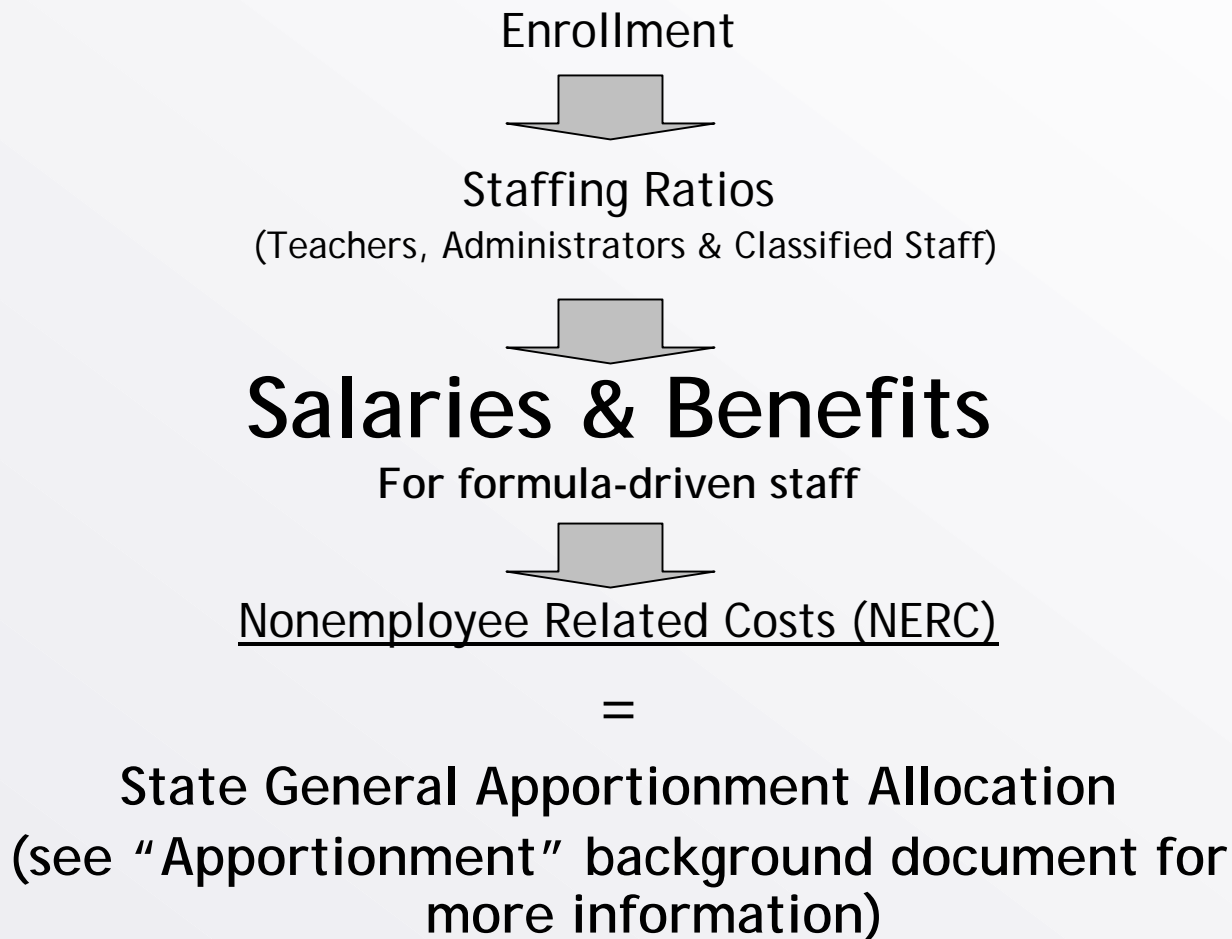 Enrollment
Staffing Ratios
(Teachers, Administrators & Classified Staff)
Salaries & Benefits
For formula-driven staff
Nonemployee Related Costs (NERC)
=
State General Apportionment Allocation
(see “Apportionment” background document for
more information)